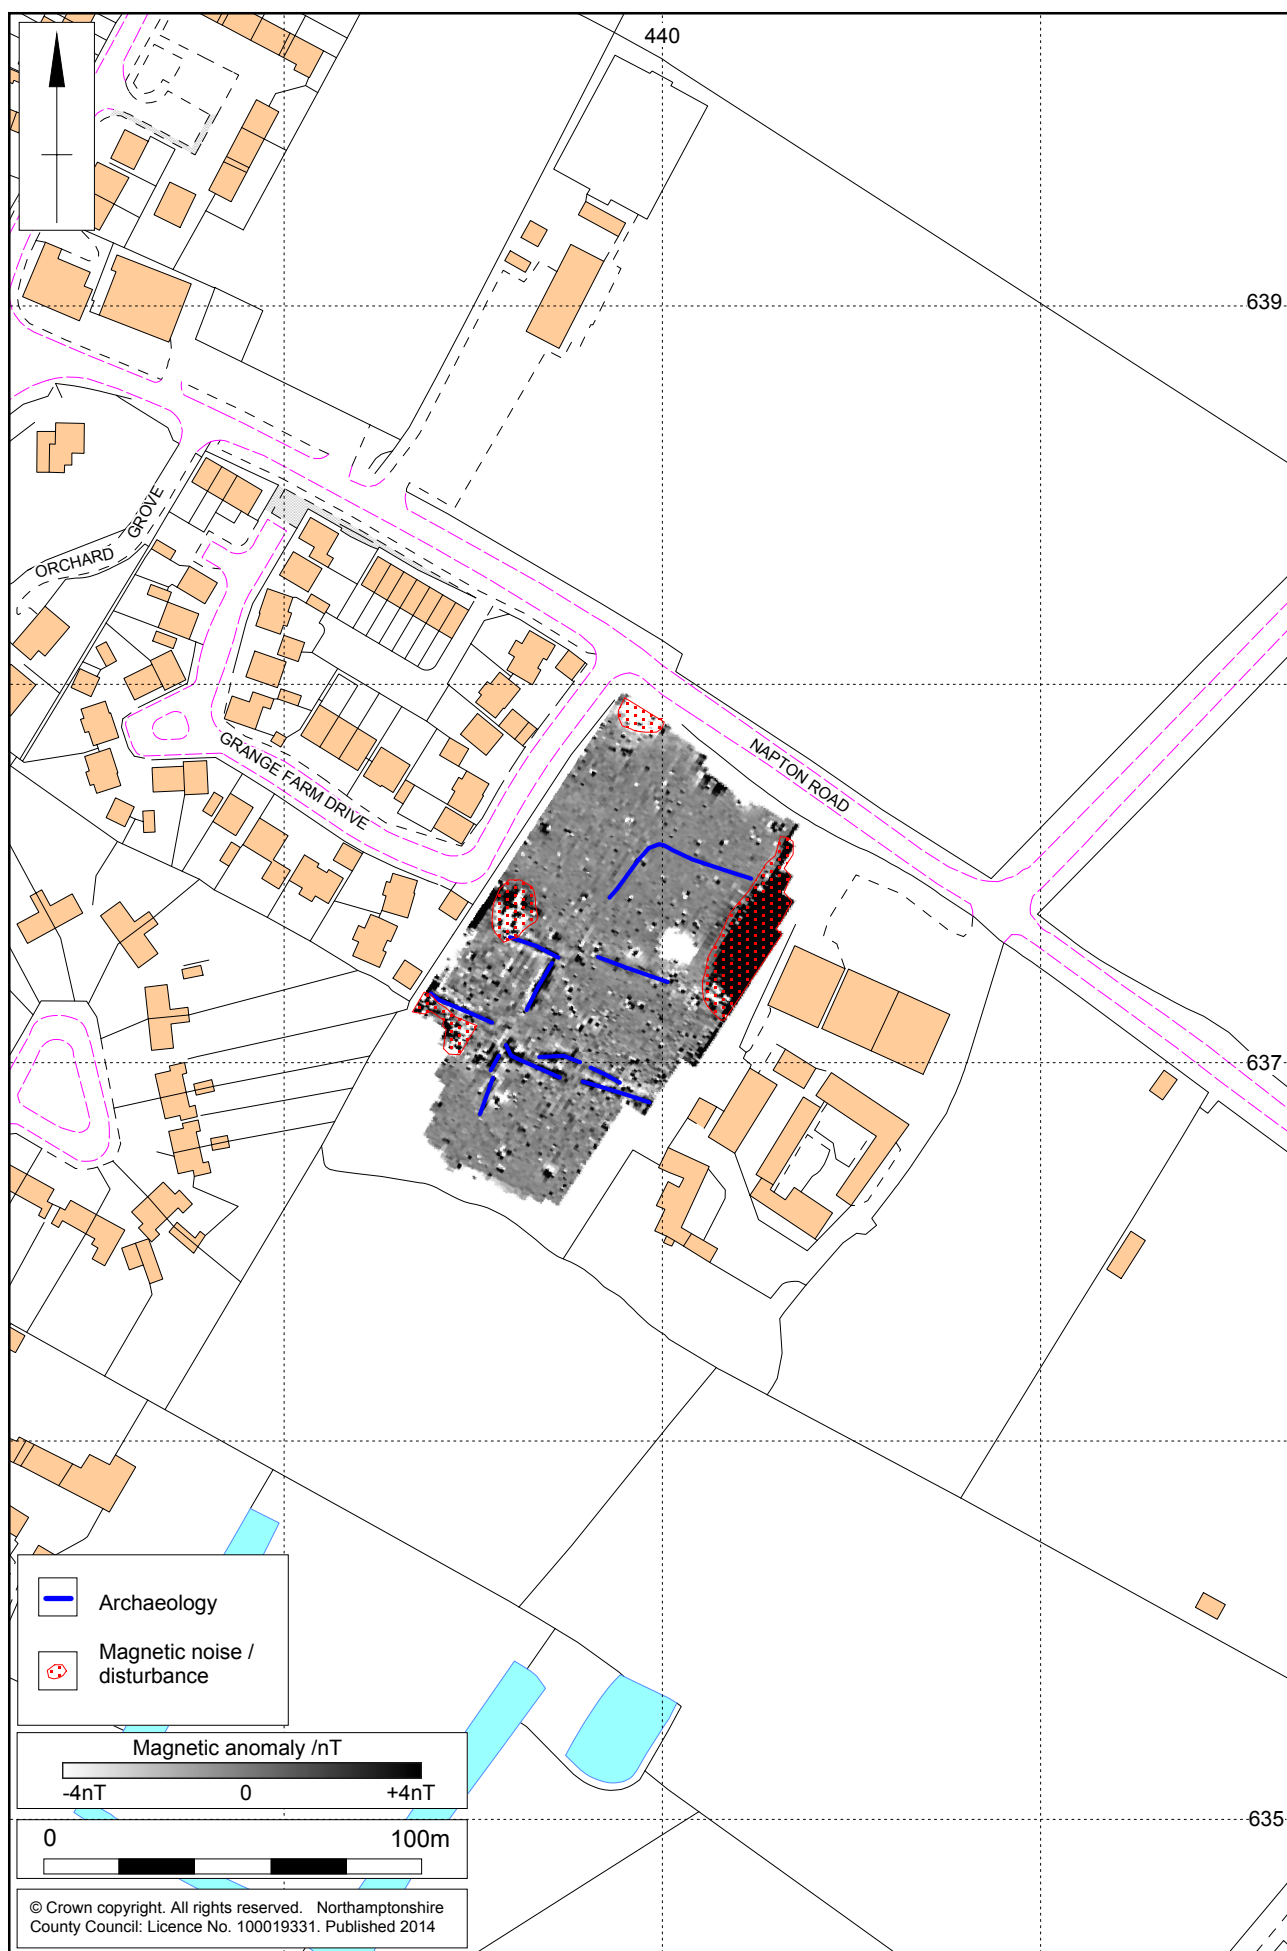 440
639
ORCHARD GROVE
GRANGE FARM DRIVE
NAPTON ROAD
637
Archaeology
Magnetic noise /
disturbance
Magnetic anomaly /nT
-4nT 0 +4nT
0 100m
635
© Crown copyright. All rights reserved. Northamptonshire
County Council: Licence No. 100019331. Published 2014